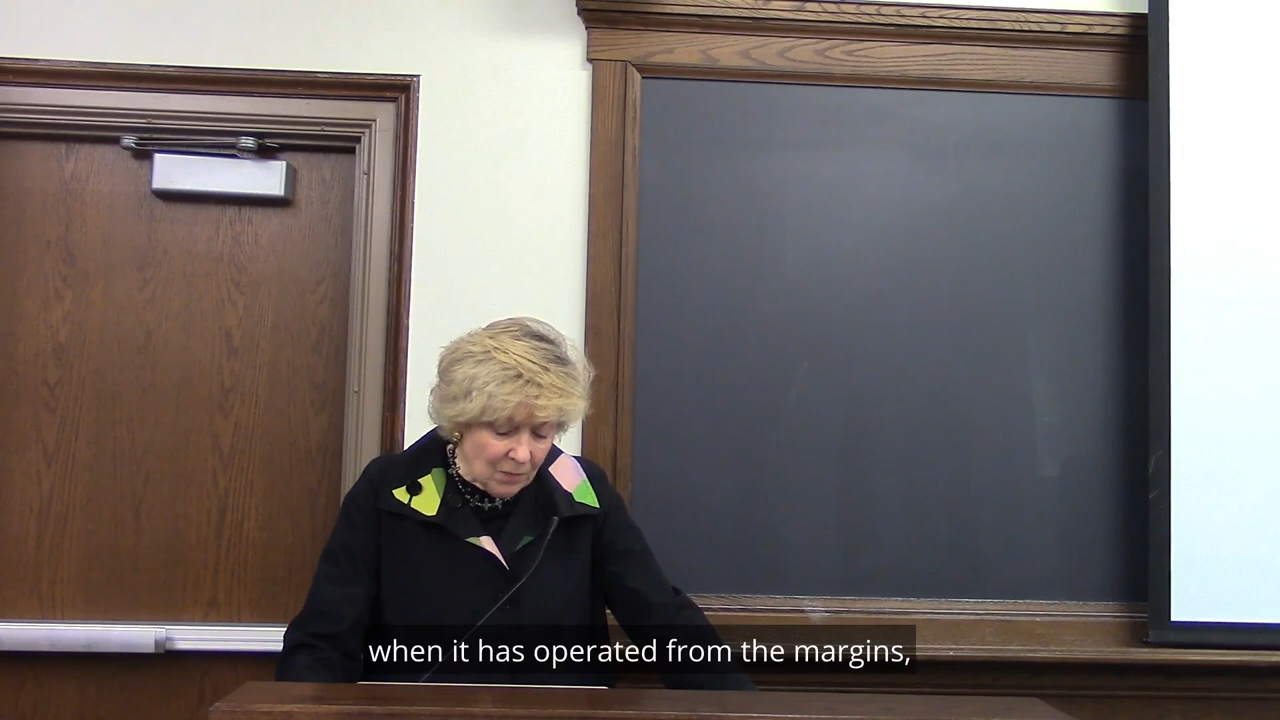 when it has operated from the margins,